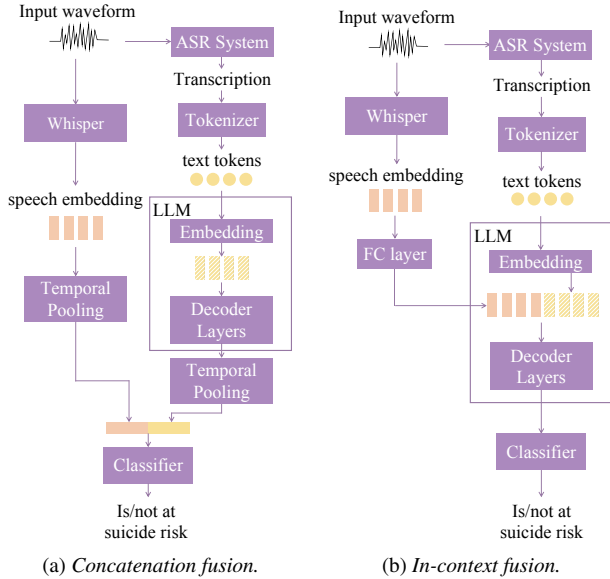 Input waveform
ASR System
Transcription
Whisper
Tokenizer
text tokens
speech embedding
LLM
Embedding
Temporal
Pooling
Decoder
Layers
Temporal
Pooling
Classifier
Is/not at
suicide risk
(a) Concatenation fusion.
Input waveform
ASR System
Transcription
Whisper
Tokenizer
speech embedding
text tokens
LLM
FC layer
Embedding
Decoder
Layers
Classifier
Is/not at
suicide risk
(b) In-context fusion.